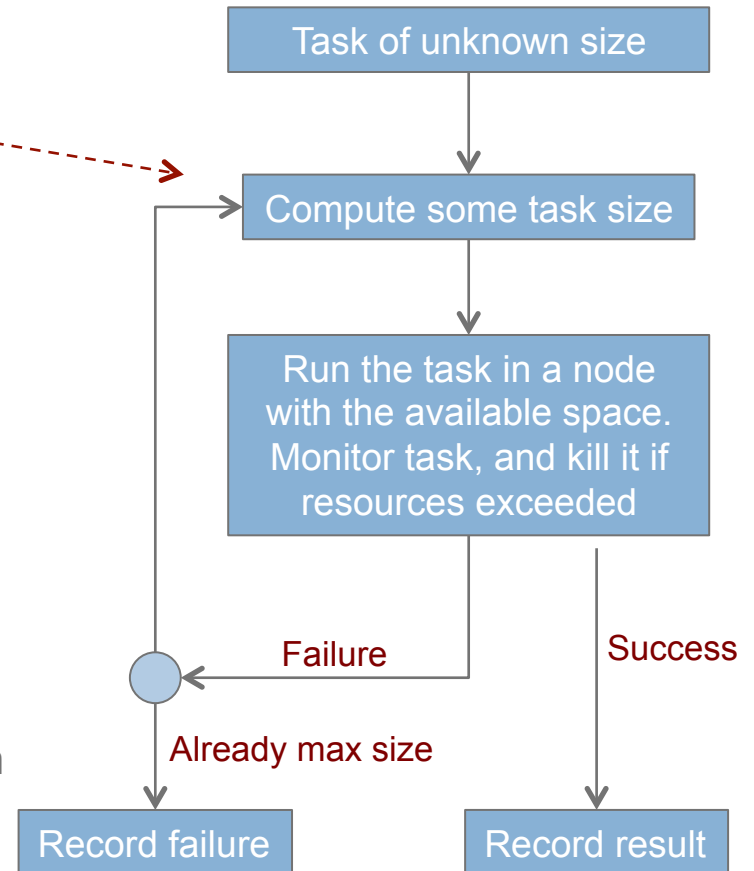 Task of unknown size
Compute some task size
Run the task in a node
with the available space.
Monitor task, and kill it if
resources exceeded
Failure
Success
Already max size
Record failure
Record result